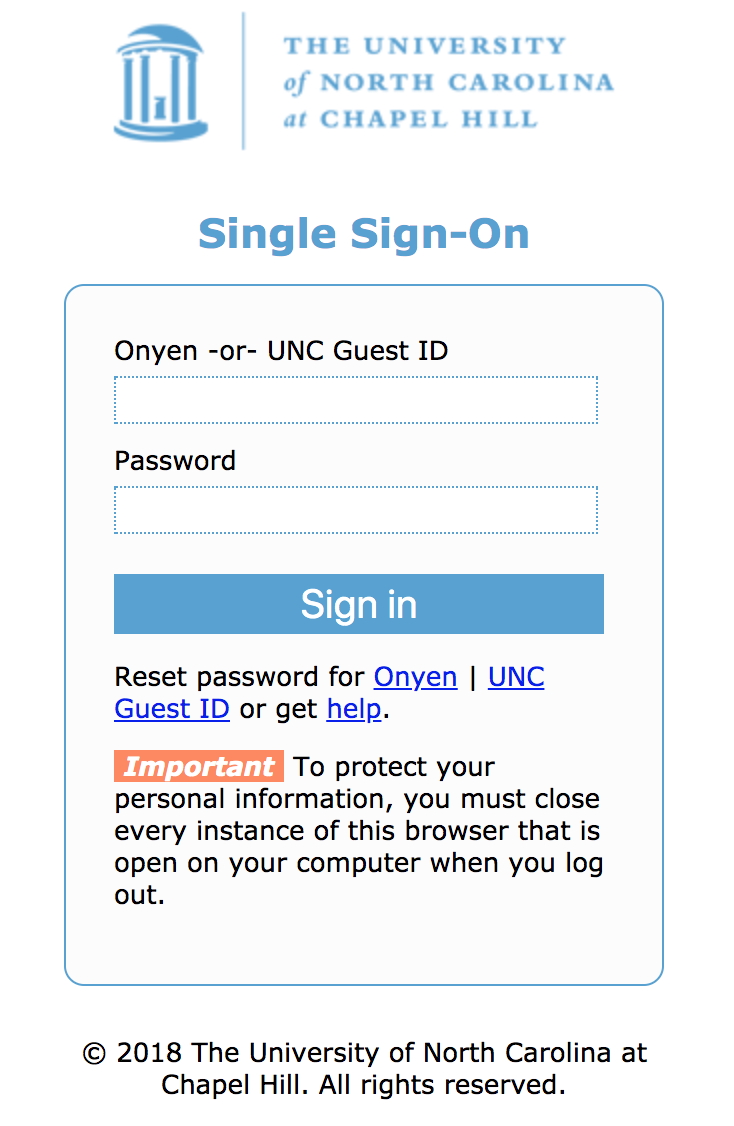 THE UNIVERSITY
of NORTH CAROLINA
at CHAPEL HILL
Single Sign-On
Onyen -or- UNC Guest ID
Password
Sign in
Reset password for Onyen | UNC
Guest ID or get help.
Important To protect your
personal information, you must close
every instance of this browser that is
open on your computer when you log
out.
© 2018 The University of North Carolina at
Chapel Hill. All rights reserved.